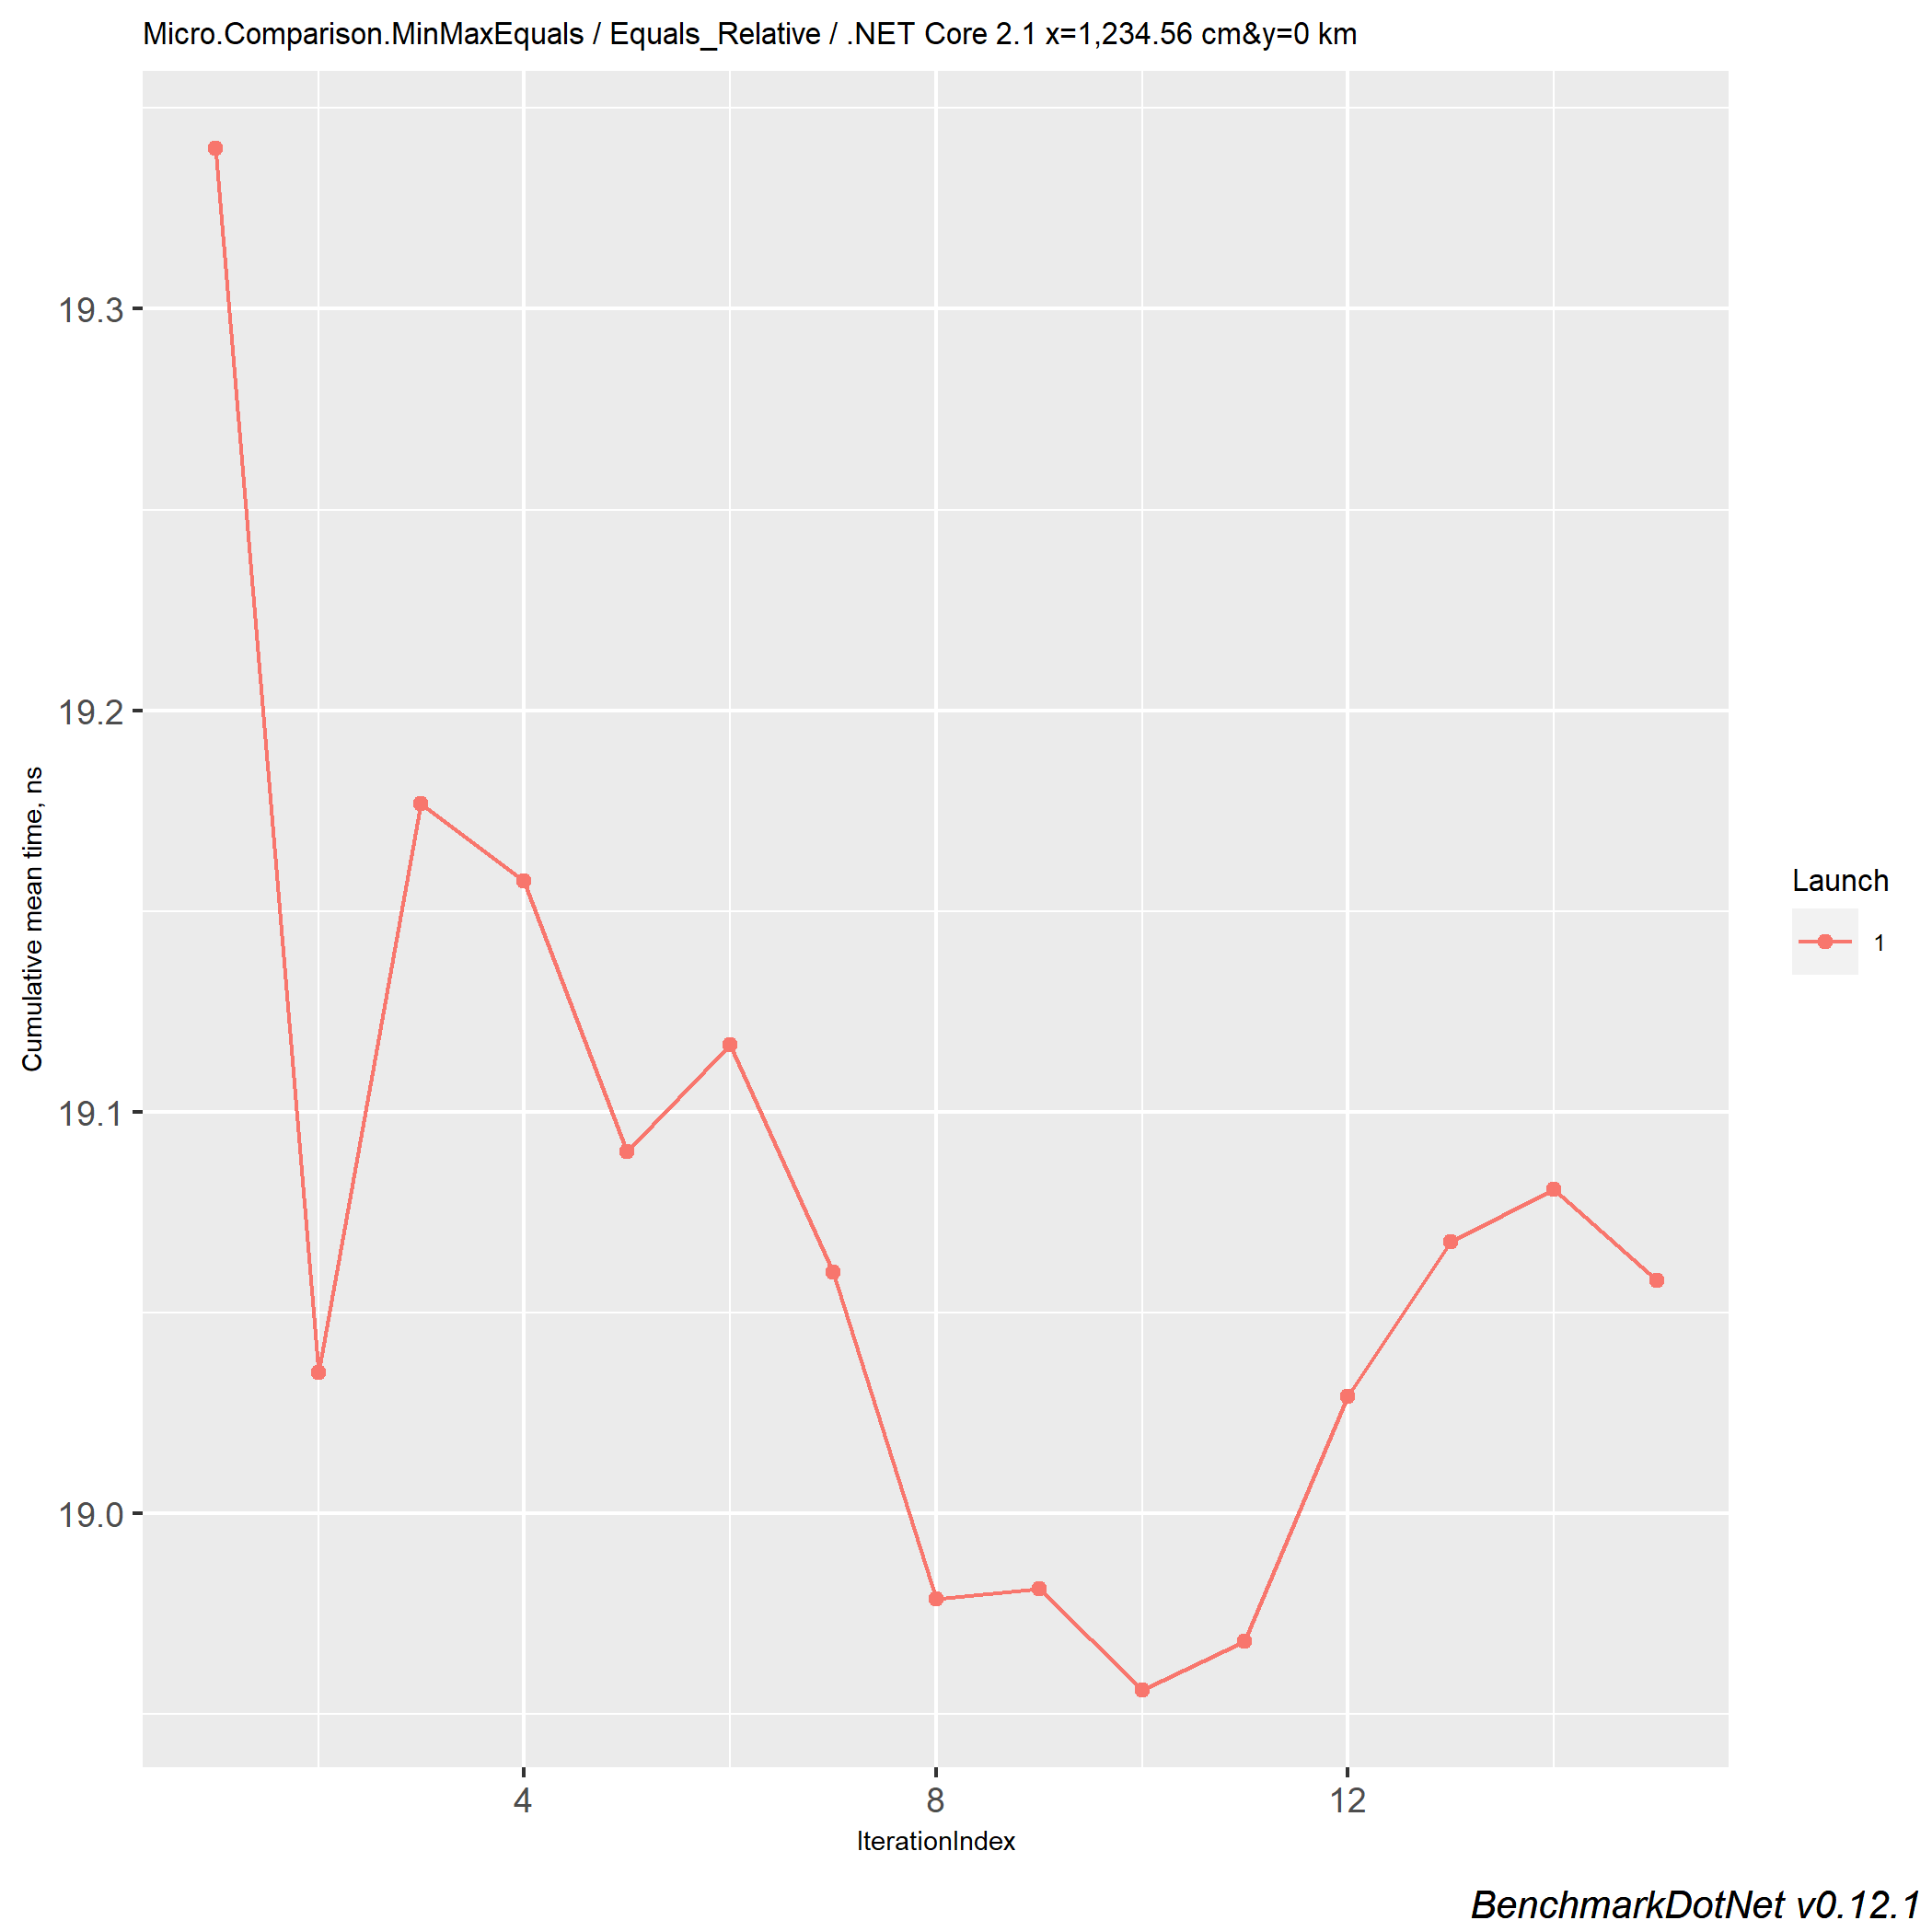 Micro.Comparison.MinMaxEquals / Equals_Relative / .NET Core 2.1 x=1,234.56 cm&y=0 km
19.3
19.2
19.1
19.0
Cumulative mean time, ns
4 8 12
IterationIndex
Launch
1
BenchmarkDotNet v0.12.1